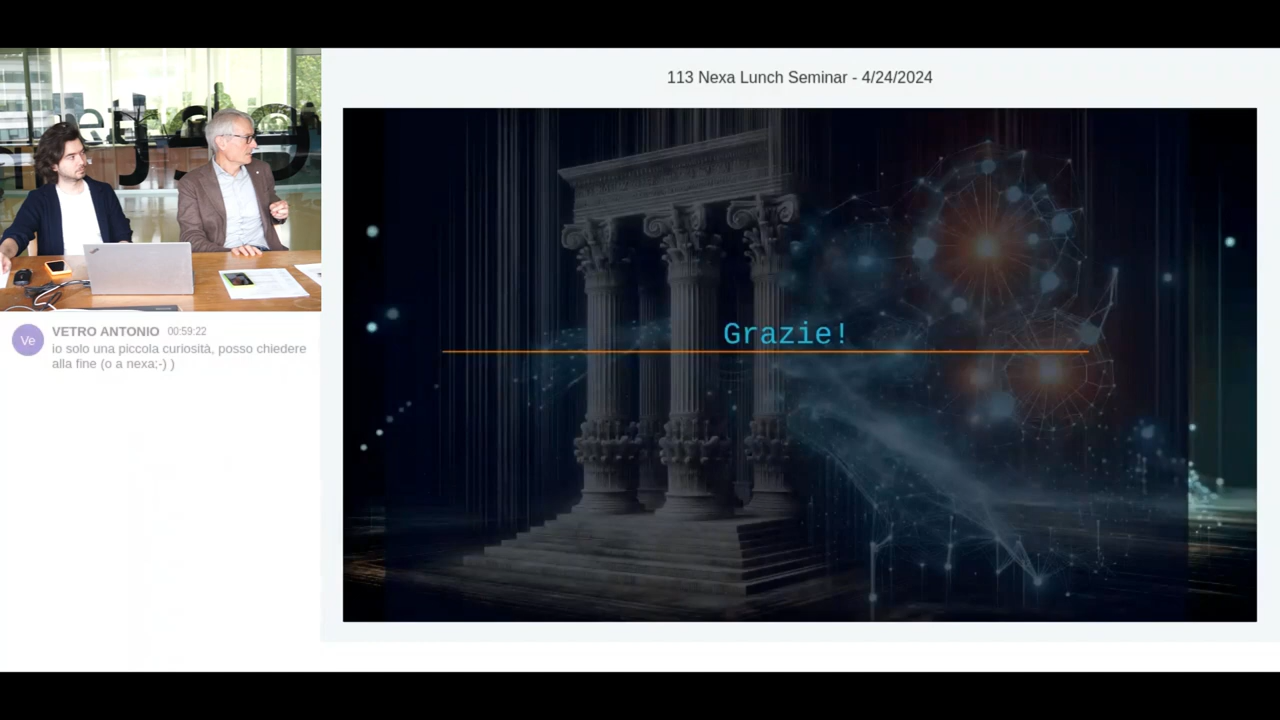 113 Nexa Lunch Seminar - 4/24/2024
Grazie!
VETRO ANTONIO 00:59:22
io solo una piccola curiosità, posso chiedere
alla fine (o a nexa;-) )
Ve